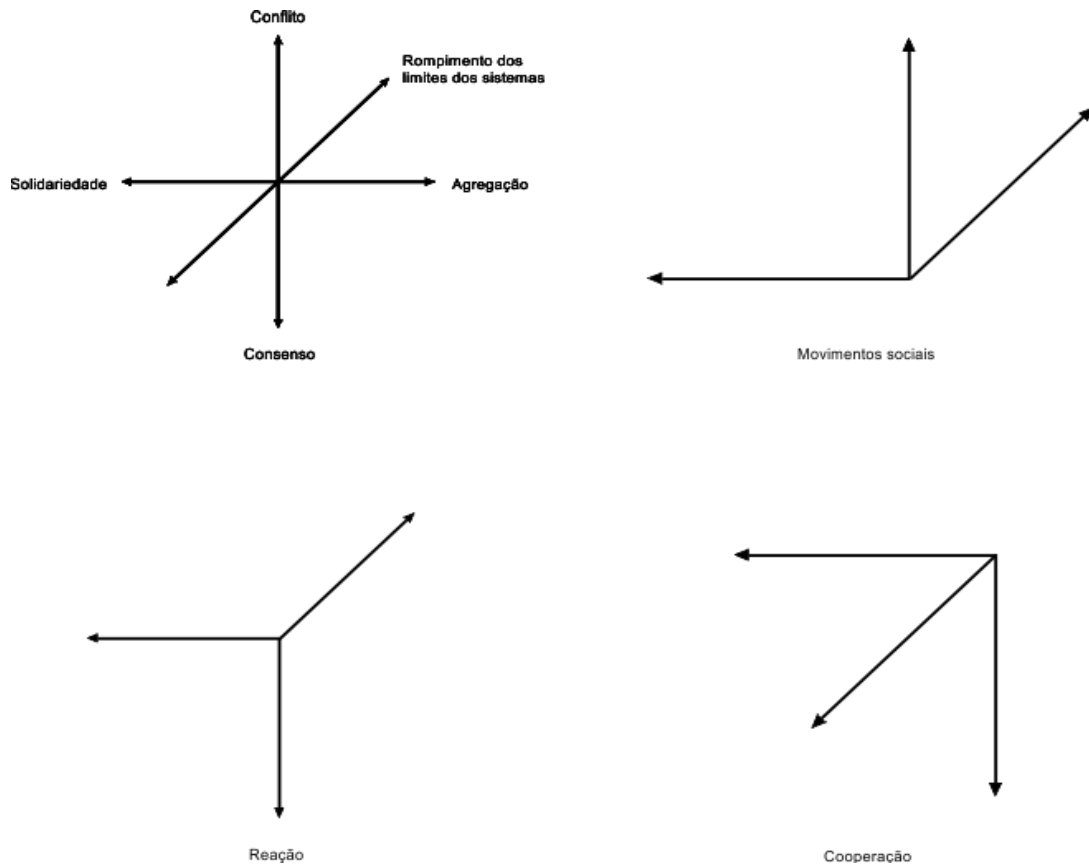 Conflito
Rompimento dos
limites dos sistemas
Solidariedade
Agregação
Consenso
Movimentos sociais
Reação
Cooperação